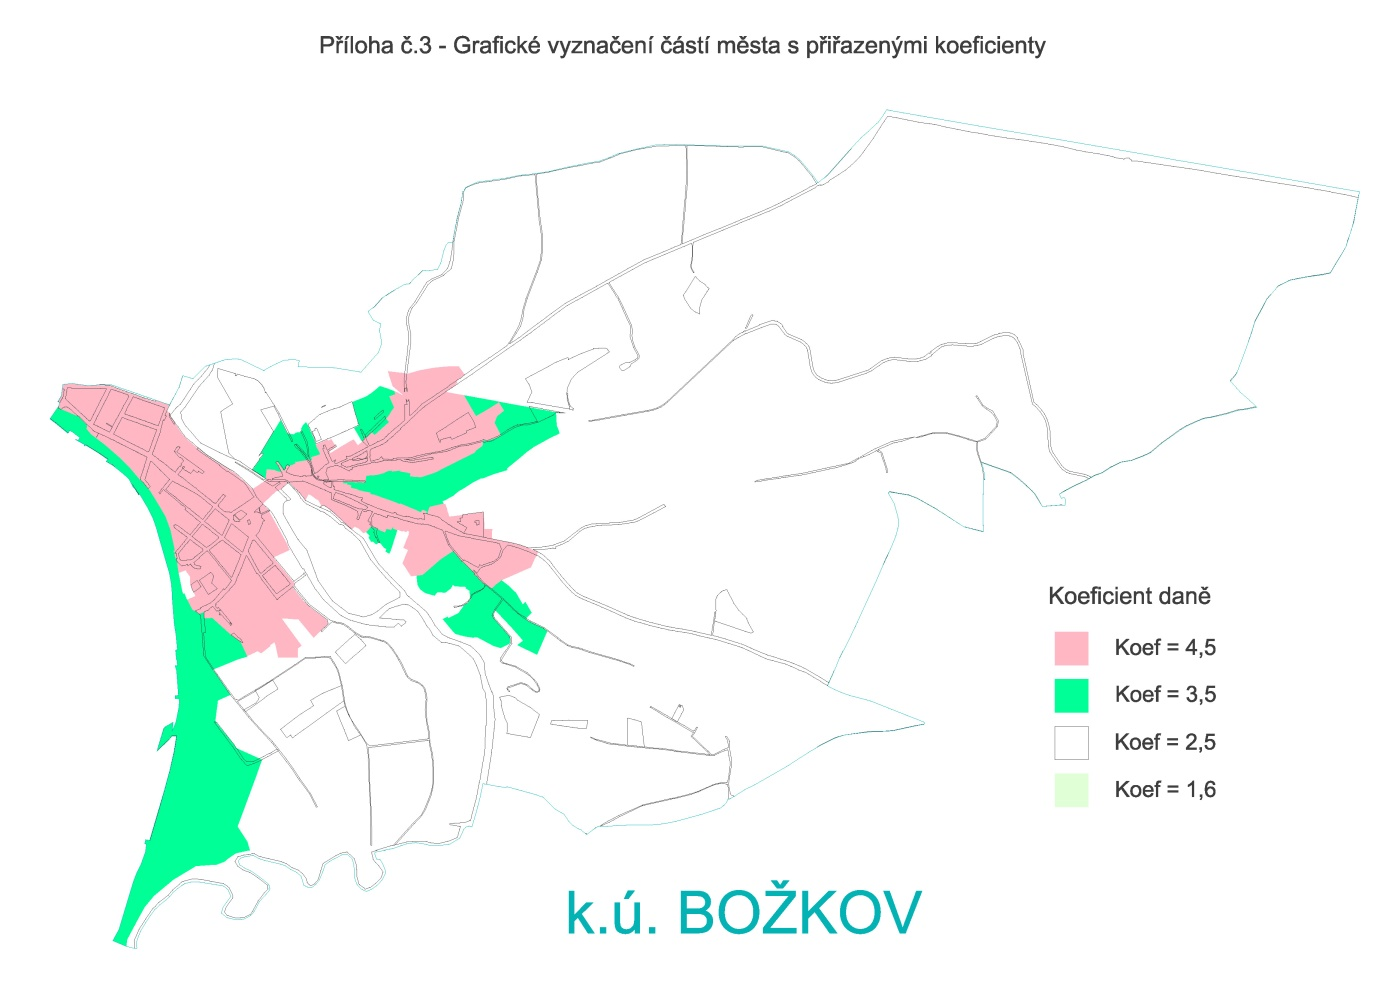 Příloha č.3 - Grafické vyznačení částí města s přiřazenými koeficienty
Koeficient daně
Koef = 4,5
Koef = 3,5
Koef = 2,5
Koef = 1,6
k.ú. BOŽKOV